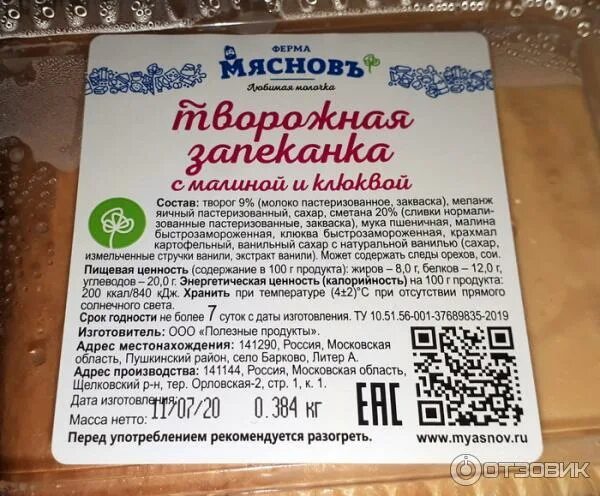 ФЕРМА
МЯСНОВЪ
Любимая молочка
творожная
запеканка
с малиной и клюквой
Состав: творог 9% (молоко пастеризованное, закваска), меланж
яичный пастеризованный, сахар, сметана 20% (сливки нормали-
зованные пастеризованные, закваска), мука пшеничная, малина
быстрозамороженная, клюква быстрозамороженная, крахмал
картофельный, ванильный сахар с натуральной ванилью (сахар,
измельченные стручки ванили, экстракт ванили). Может содержать следы орехов, сои.
Пищевая ценность (содержание в 100 г продукта): жиров – 8,0 г, белков – 12,0 г,
углеводов – 20,0 г. Энергетическая ценность (калорийность) на 100 г продукта:
200 ккал/840 кДж. Хранить при температуре (4±2)°С при отсутствии прямого
солнечного света.
Срок годности не более 7 суток с даты изготовления. ТУ 10.51.56-001-37689835-2019
Изготовитель: ООО «Полезные продукты».
Адрес местонахождения: 141290, Россия, Московская
область, Пушкинский район, село Барково, Литер А.
Адрес производства: 141144, Россия, Московская область,
Щелковский р-н, тер. Орловская-2, стр. 1, к. 1.
Дата изготовления:
Масса нетто: 11/07/20 0.384 кг
EAC
www.myasnov.ru
Перед употреблением рекомендуется разогреть.
ОТЗОВИК